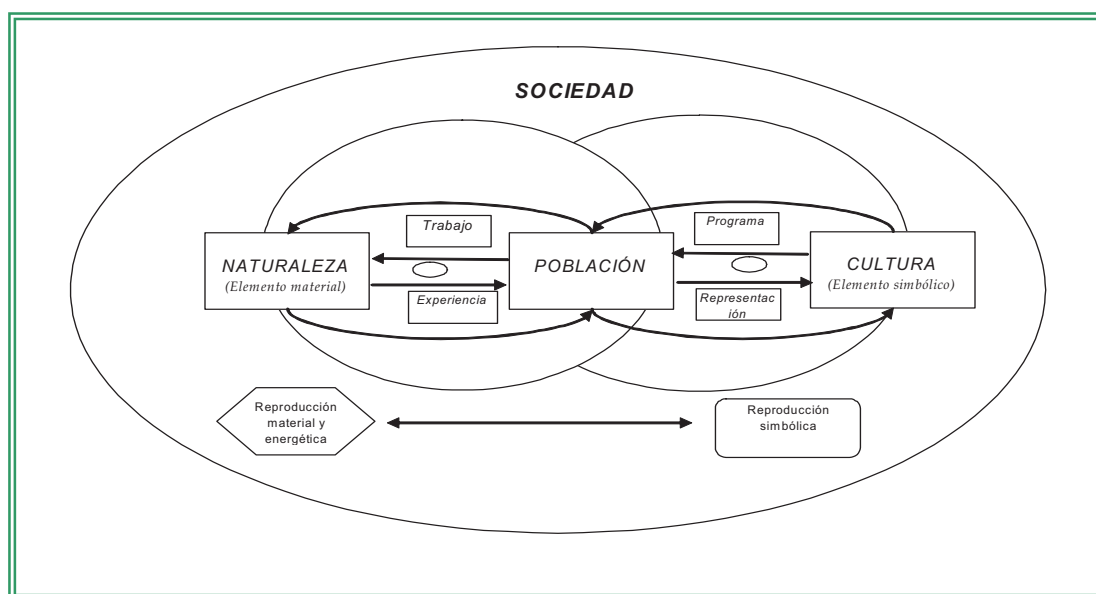 SOCIEDAD
Trabajo
Programa
NATURALEZA
(Elemento material)
POBLACIÓN
CULTURA
(Elemento simbólico)
Experiencia
Representac
ión
Reproducción
material y
energética
Reproducción
simbólica